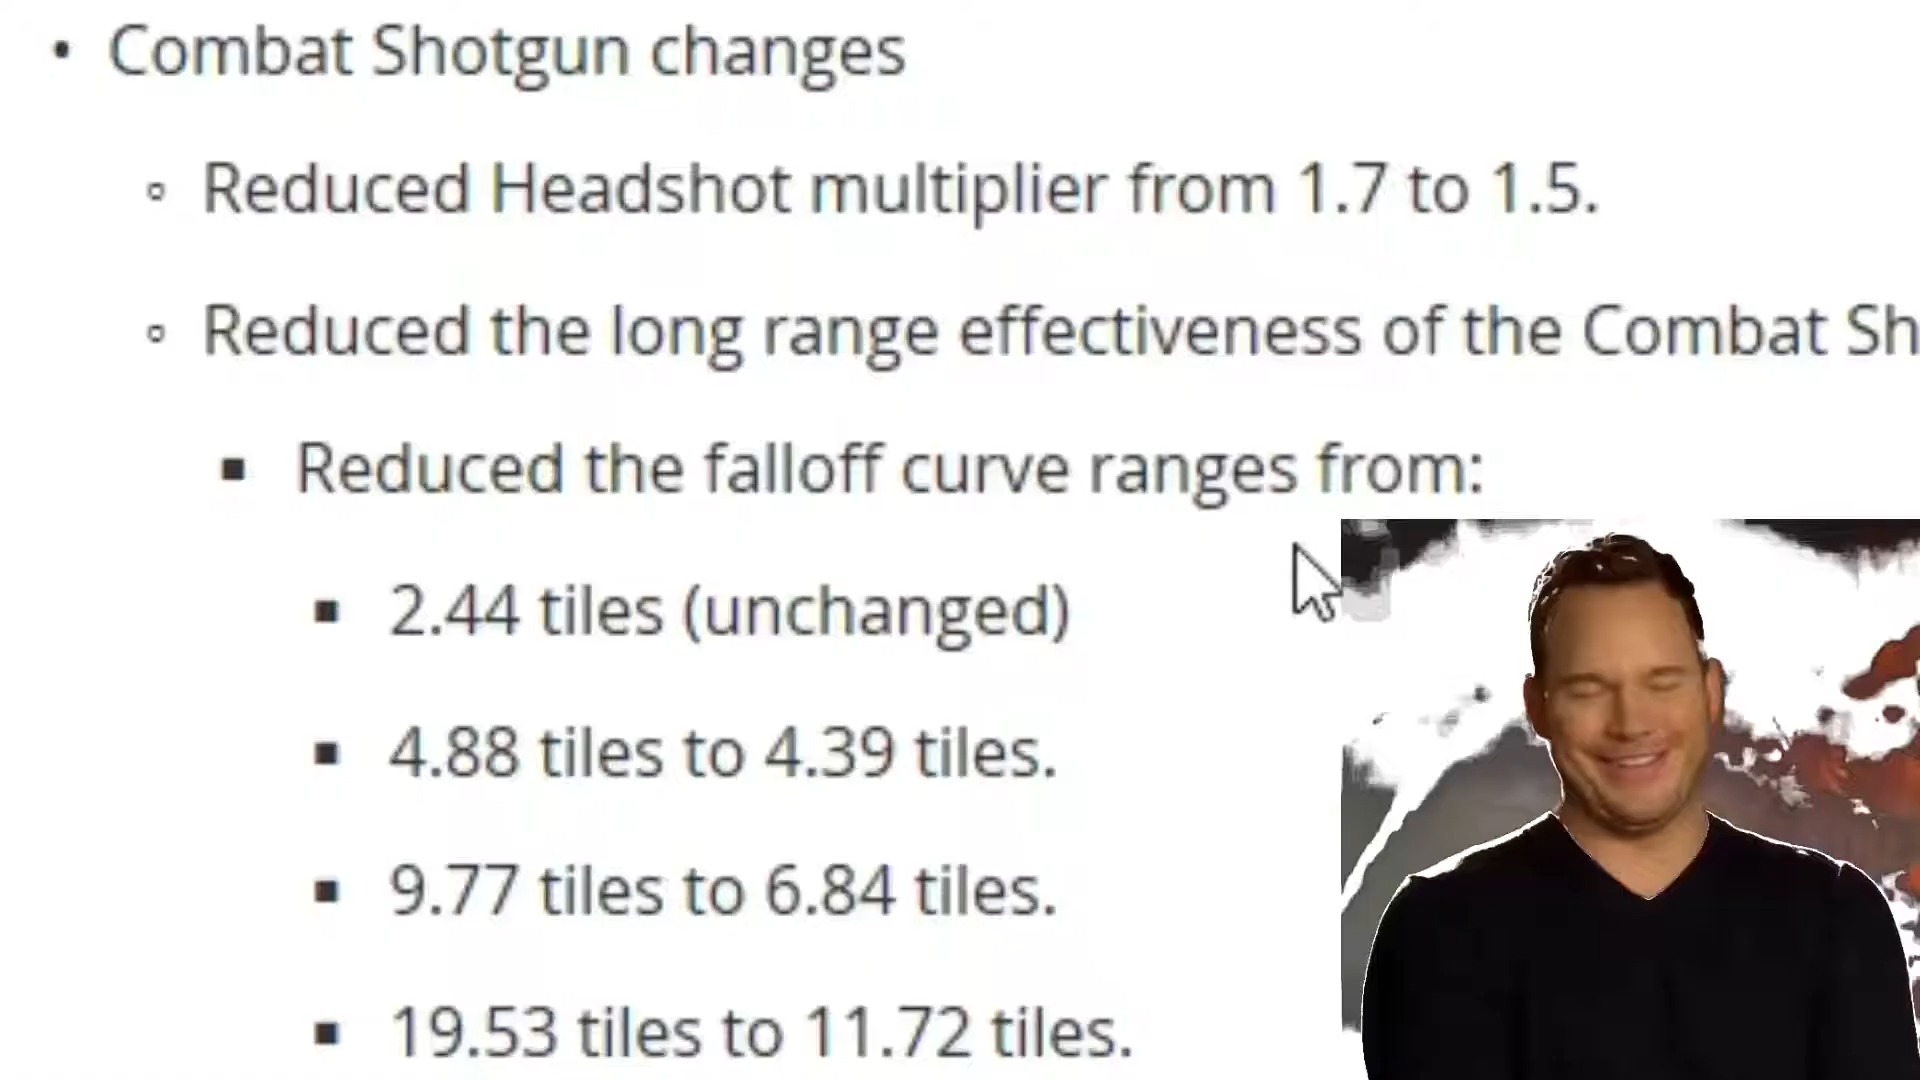 • Combat Shotgun changes
◦ Reduced Headshot multiplier from 1.7 to 1.5.
◦ Reduced the long range effectiveness of the Combat Sh
▪ Reduced the falloff curve ranges from:
▪ 2.44 tiles (unchanged)
▪ 4.88 tiles to 4.39 tiles.
▪ 9.77 tiles to 6.84 tiles.
▪ 19.53 tiles to 11.72 tiles.